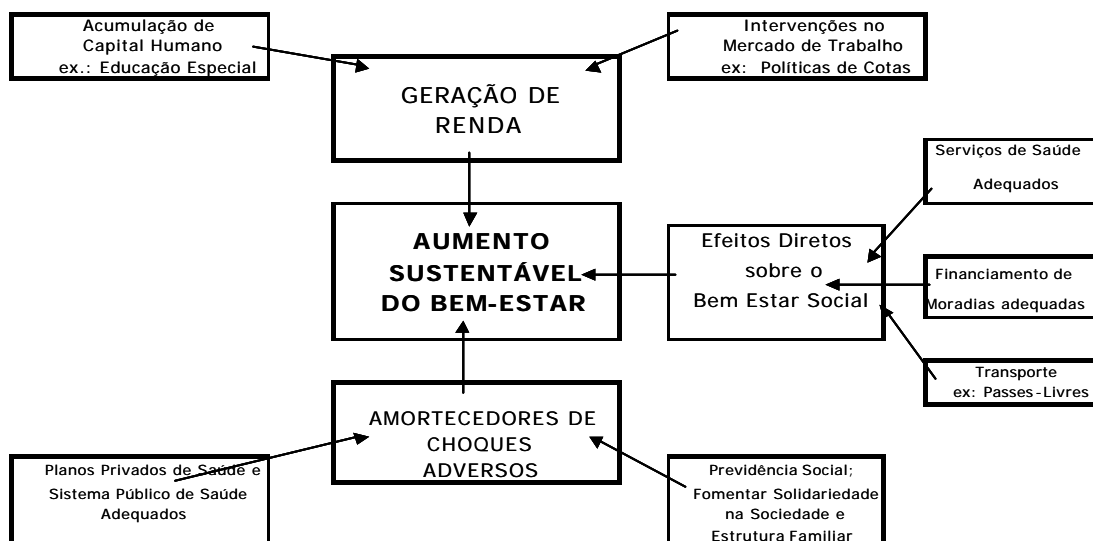 Acumulação de
Capital Humano
ex.: Educação Especial
Intervenções no
Mercado de Trabalho
ex: Políticas de Cotas
GERAÇÃO DE
RENDA
Serviços de Saúde
Adequados
AUMENTO
SUSTENTÁVEL
DO BEM-ESTAR
Efeitos Diretos
sobre o
Bem Estar Social
Financiamento de
Moradias adequadas
Transporte
ex: Passes-Livres
AMORTECEDORES DE
CHOQUES
ADVERSOS
Planos Privados de Saúde e
Sistema Público de Saúde
Adequados
Previdência Social;
Fomentar Solidariedade
na Sociedade e
Estrutura Familiar